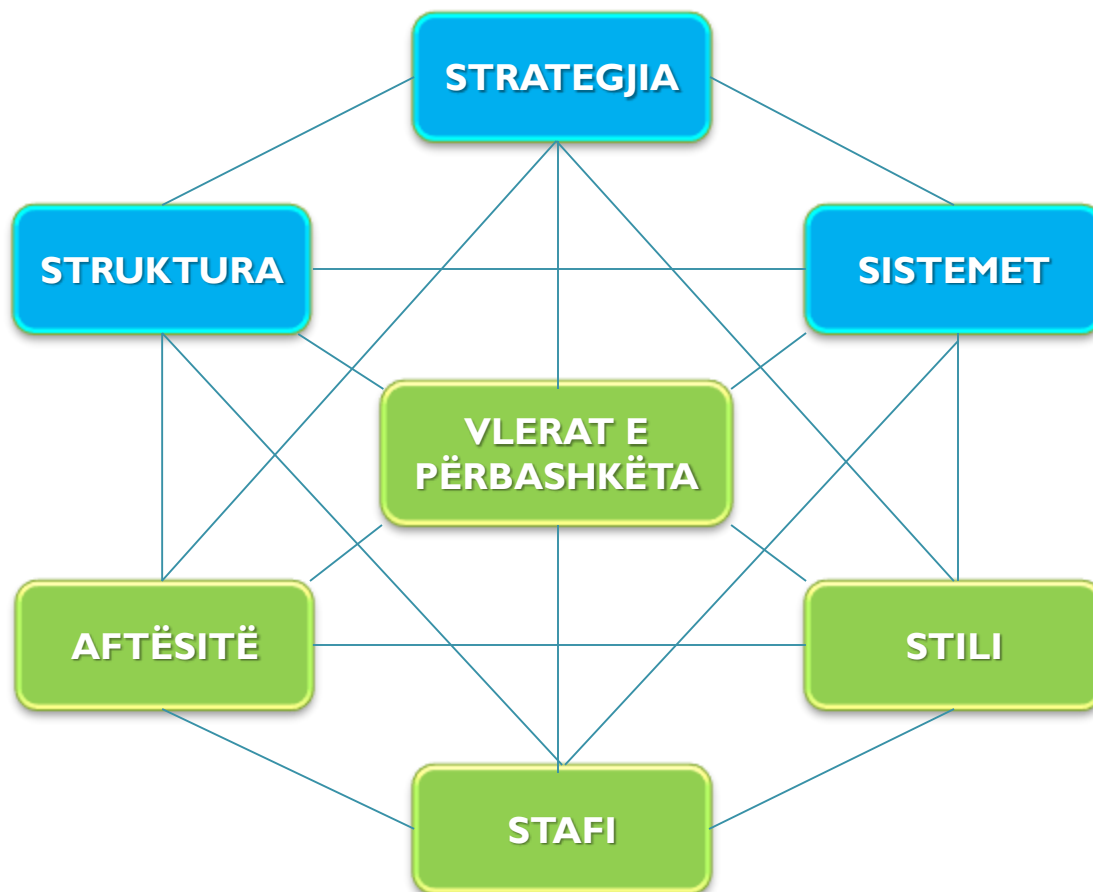 STRATEGJIA
STRUKTURA
SISTEMET
VLERAT E
PËRBASHKËTA
AFTËSITË
STILI
STAFI